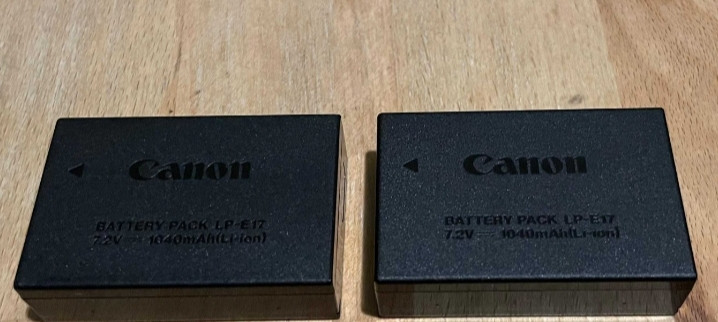 Canon
BATTERY PACK LP-E17
7.2V ⎓ 1040mAh(Li-ion)
Canon
BATTERY PACK LP-E17
7.2V ⎓ 1040mAh(Li-ion)